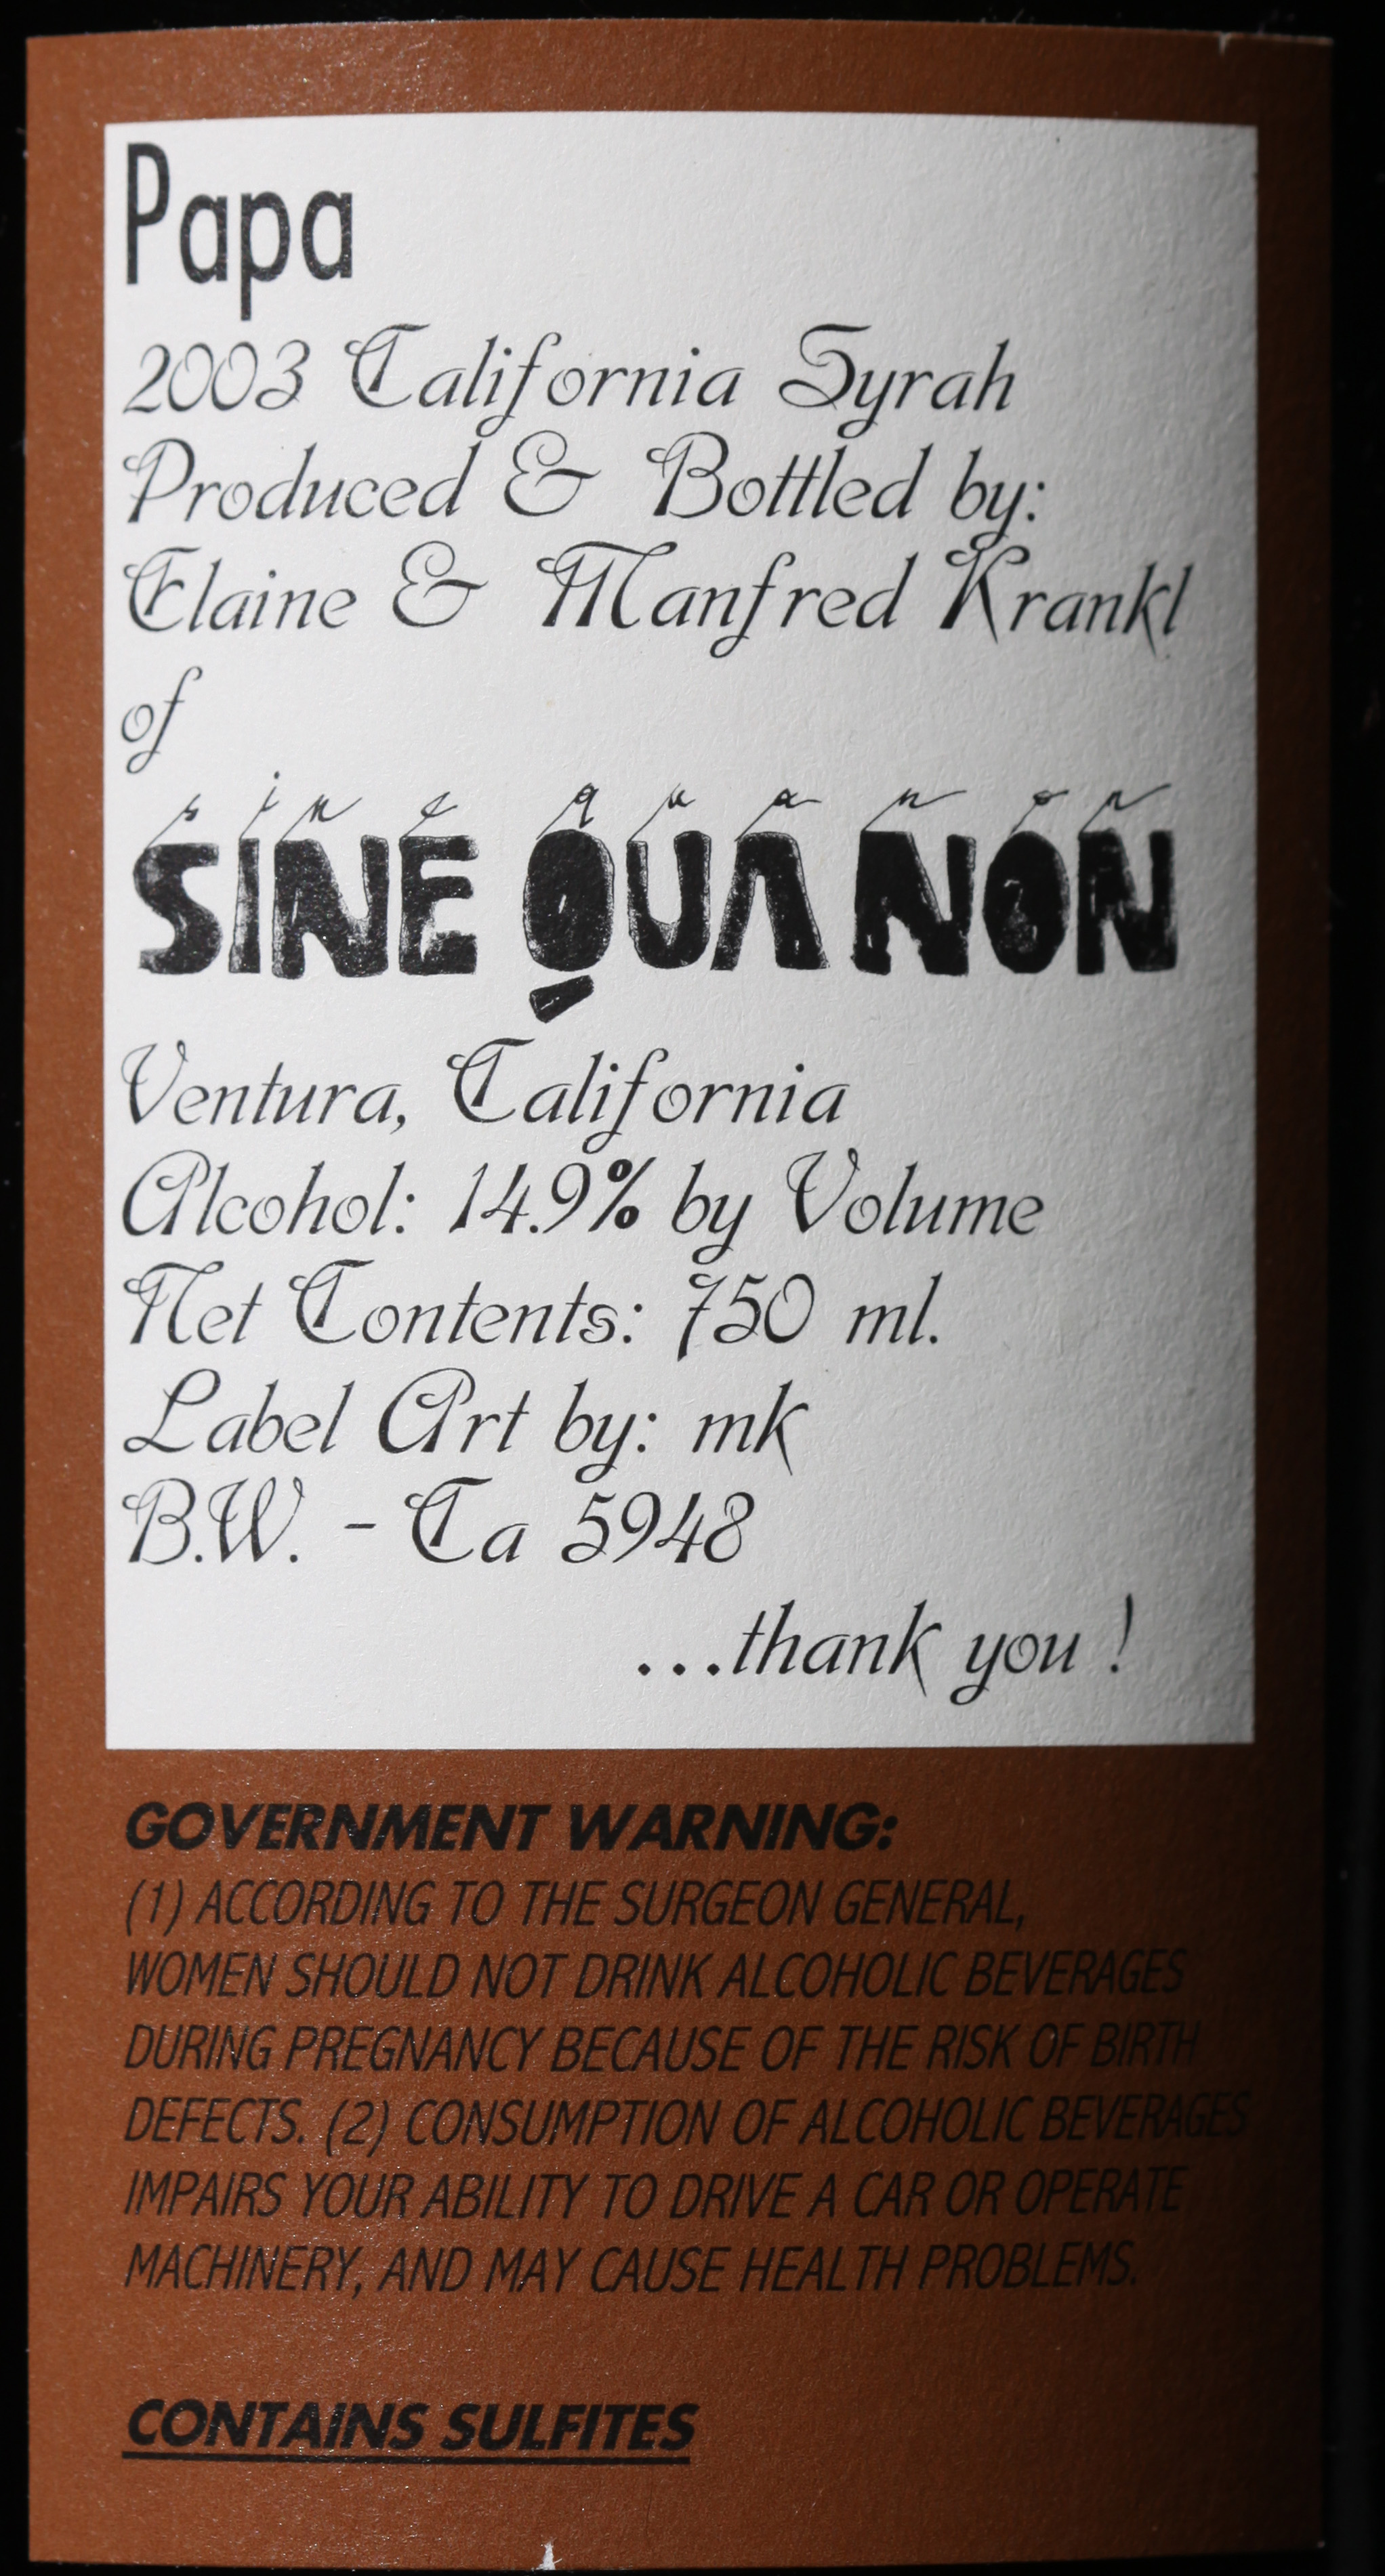 Papa
2003 California Syrah
Produced & Bottled by:
Elaine & Manfred Krankl
of
sine qua non
SINE QUA NON
Ventura, California
Alcohol: 14.9% by Volume
Net Contents: 750 ml.
Label Art by: mk
B.W. - Ca 5948
...thank you !
GOVERNMENT WARNING:
(1) ACCORDING TO THE SURGEON GENERAL,
WOMEN SHOULD NOT DRINK ALCOHOLIC BEVERAGES
DURING PREGNANCY BECAUSE OF THE RISK OF BIRTH
DEFECTS. (2) CONSUMPTION OF ALCOHOLIC BEVERAGES
IMPAIRS YOUR ABILITY TO DRIVE A CAR OR OPERATE
MACHINERY, AND MAY CAUSE HEALTH PROBLEMS.
CONTAINS SULFITES